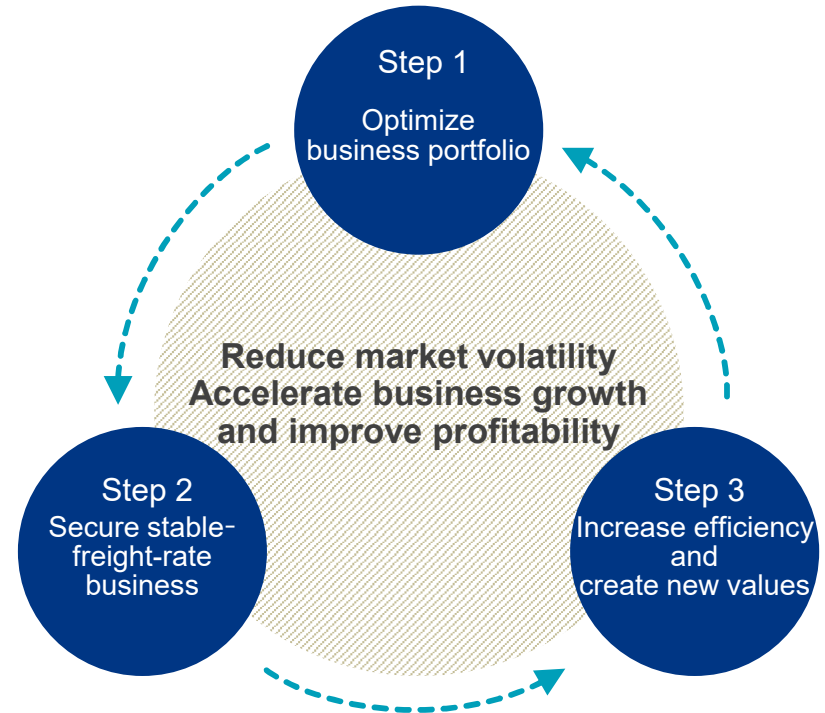 Step 1
Optimize
business portfolio
Reduce market volatility
Accelerate business growth
and improve profitability
Step 2
Secure stable-
freight-rate
business
Step 3
Increase efficiency
and
create new values